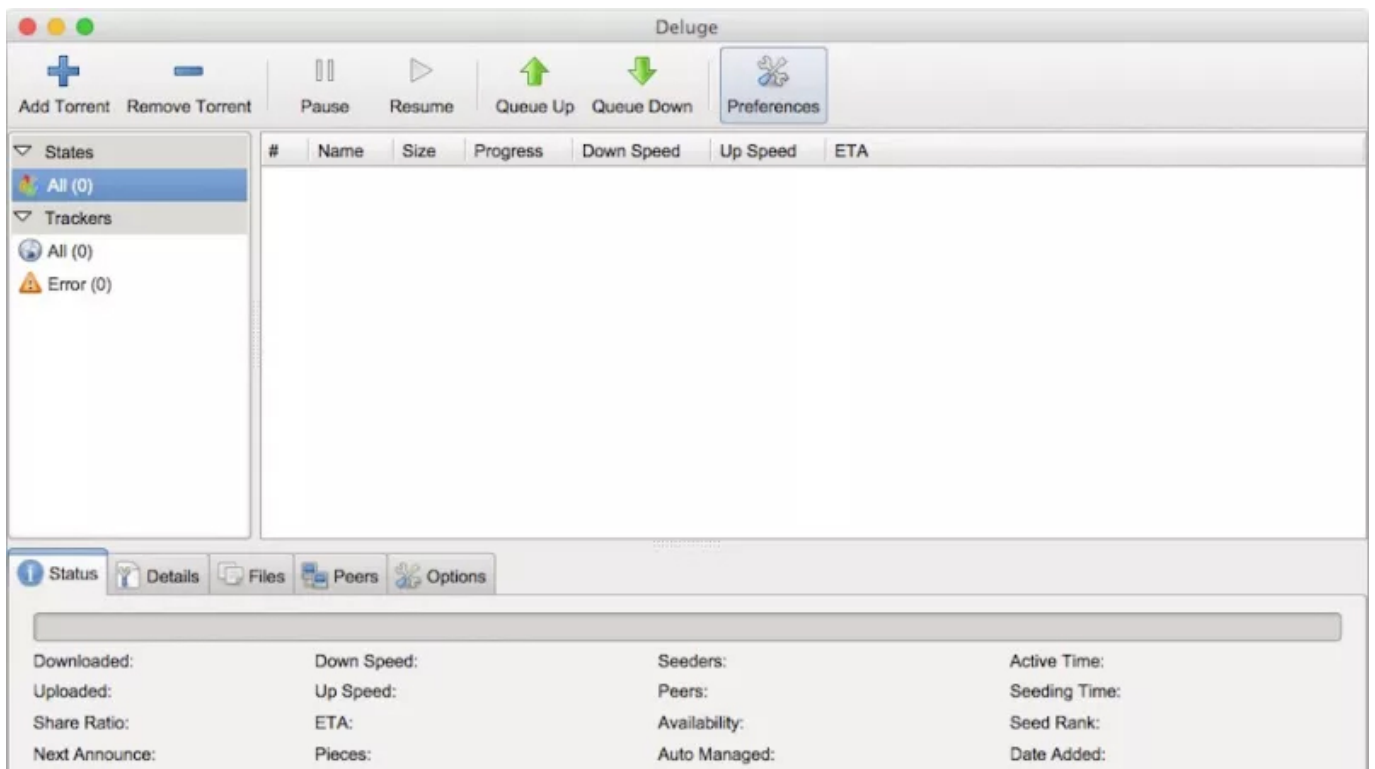 Deluge
Add Torrent Remove Torrent Pause Resume Queue Up Queue Down Preferences
States
All (0)
Trackers
All (0)
Error (0)
# Name Size Progress Down Speed Up Speed ETA
Status Details Files Peers Options
Downloaded: Down Speed: Seeders: Active Time:
Uploaded: Up Speed: Peers: Seeding Time:
Share Ratio: ETA: Availability: Seed Rank:
Next Announce: Pieces: Auto Managed: Date Added: